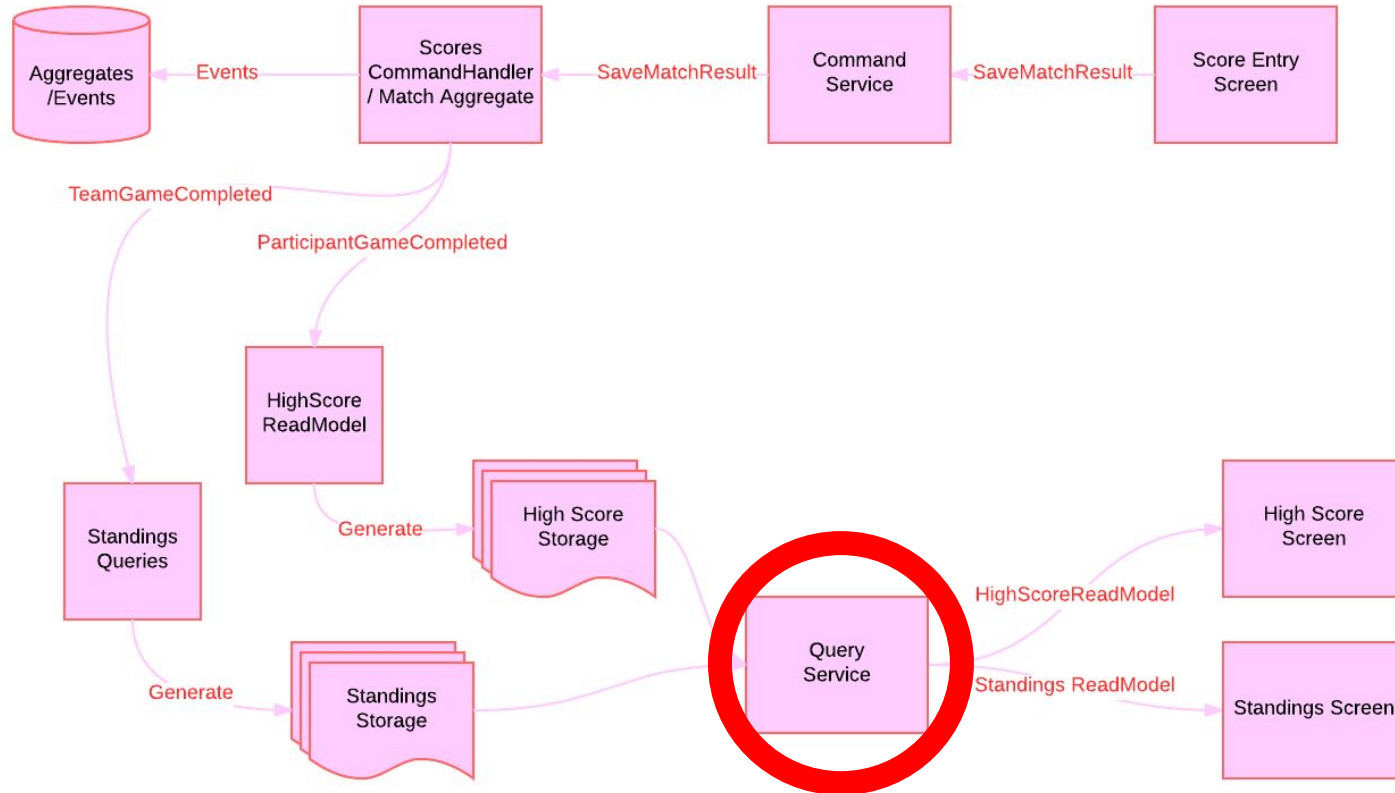 Aggregates
/Events
Events
Scores
CommandHandler
/ Match Aggregate
SaveMatchResult
Command
Service
SaveMatchResult
Score Entry
Screen
TeamGameCompleted
ParticipantGameCompleted
HighScore
ReadModel
Generate
High Score
Storage
High Score
Screen
Standings
Queries
HighScoreReadModel
Query
Service
Generate
Standings
Storage
Standings ReadModel
Standings Screen